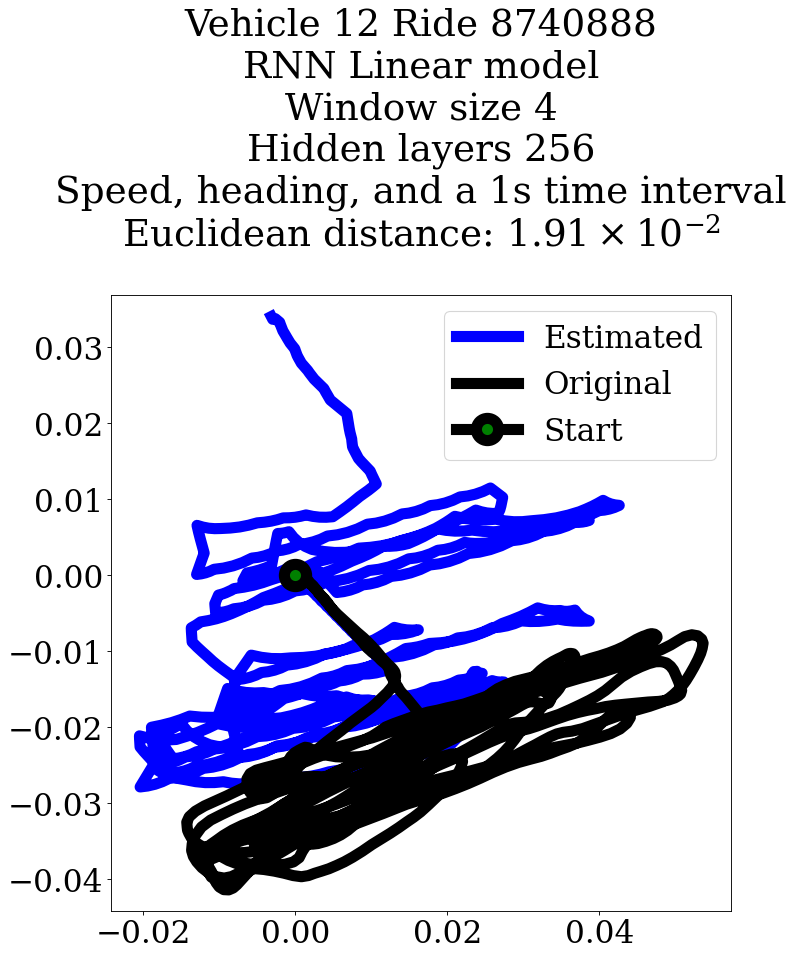 Vehicle 12 Ride 8740888
RNN Linear model
Window size 4
Hidden layers 256
Speed, heading, and a 1s time interval
Euclidean distance: 1.91 × 10⁻²
Estimated
Original
Start
0.03
0.02
0.01
0.00
−0.01
−0.02
−0.03
−0.04
−0.02 0.00 0.02 0.04